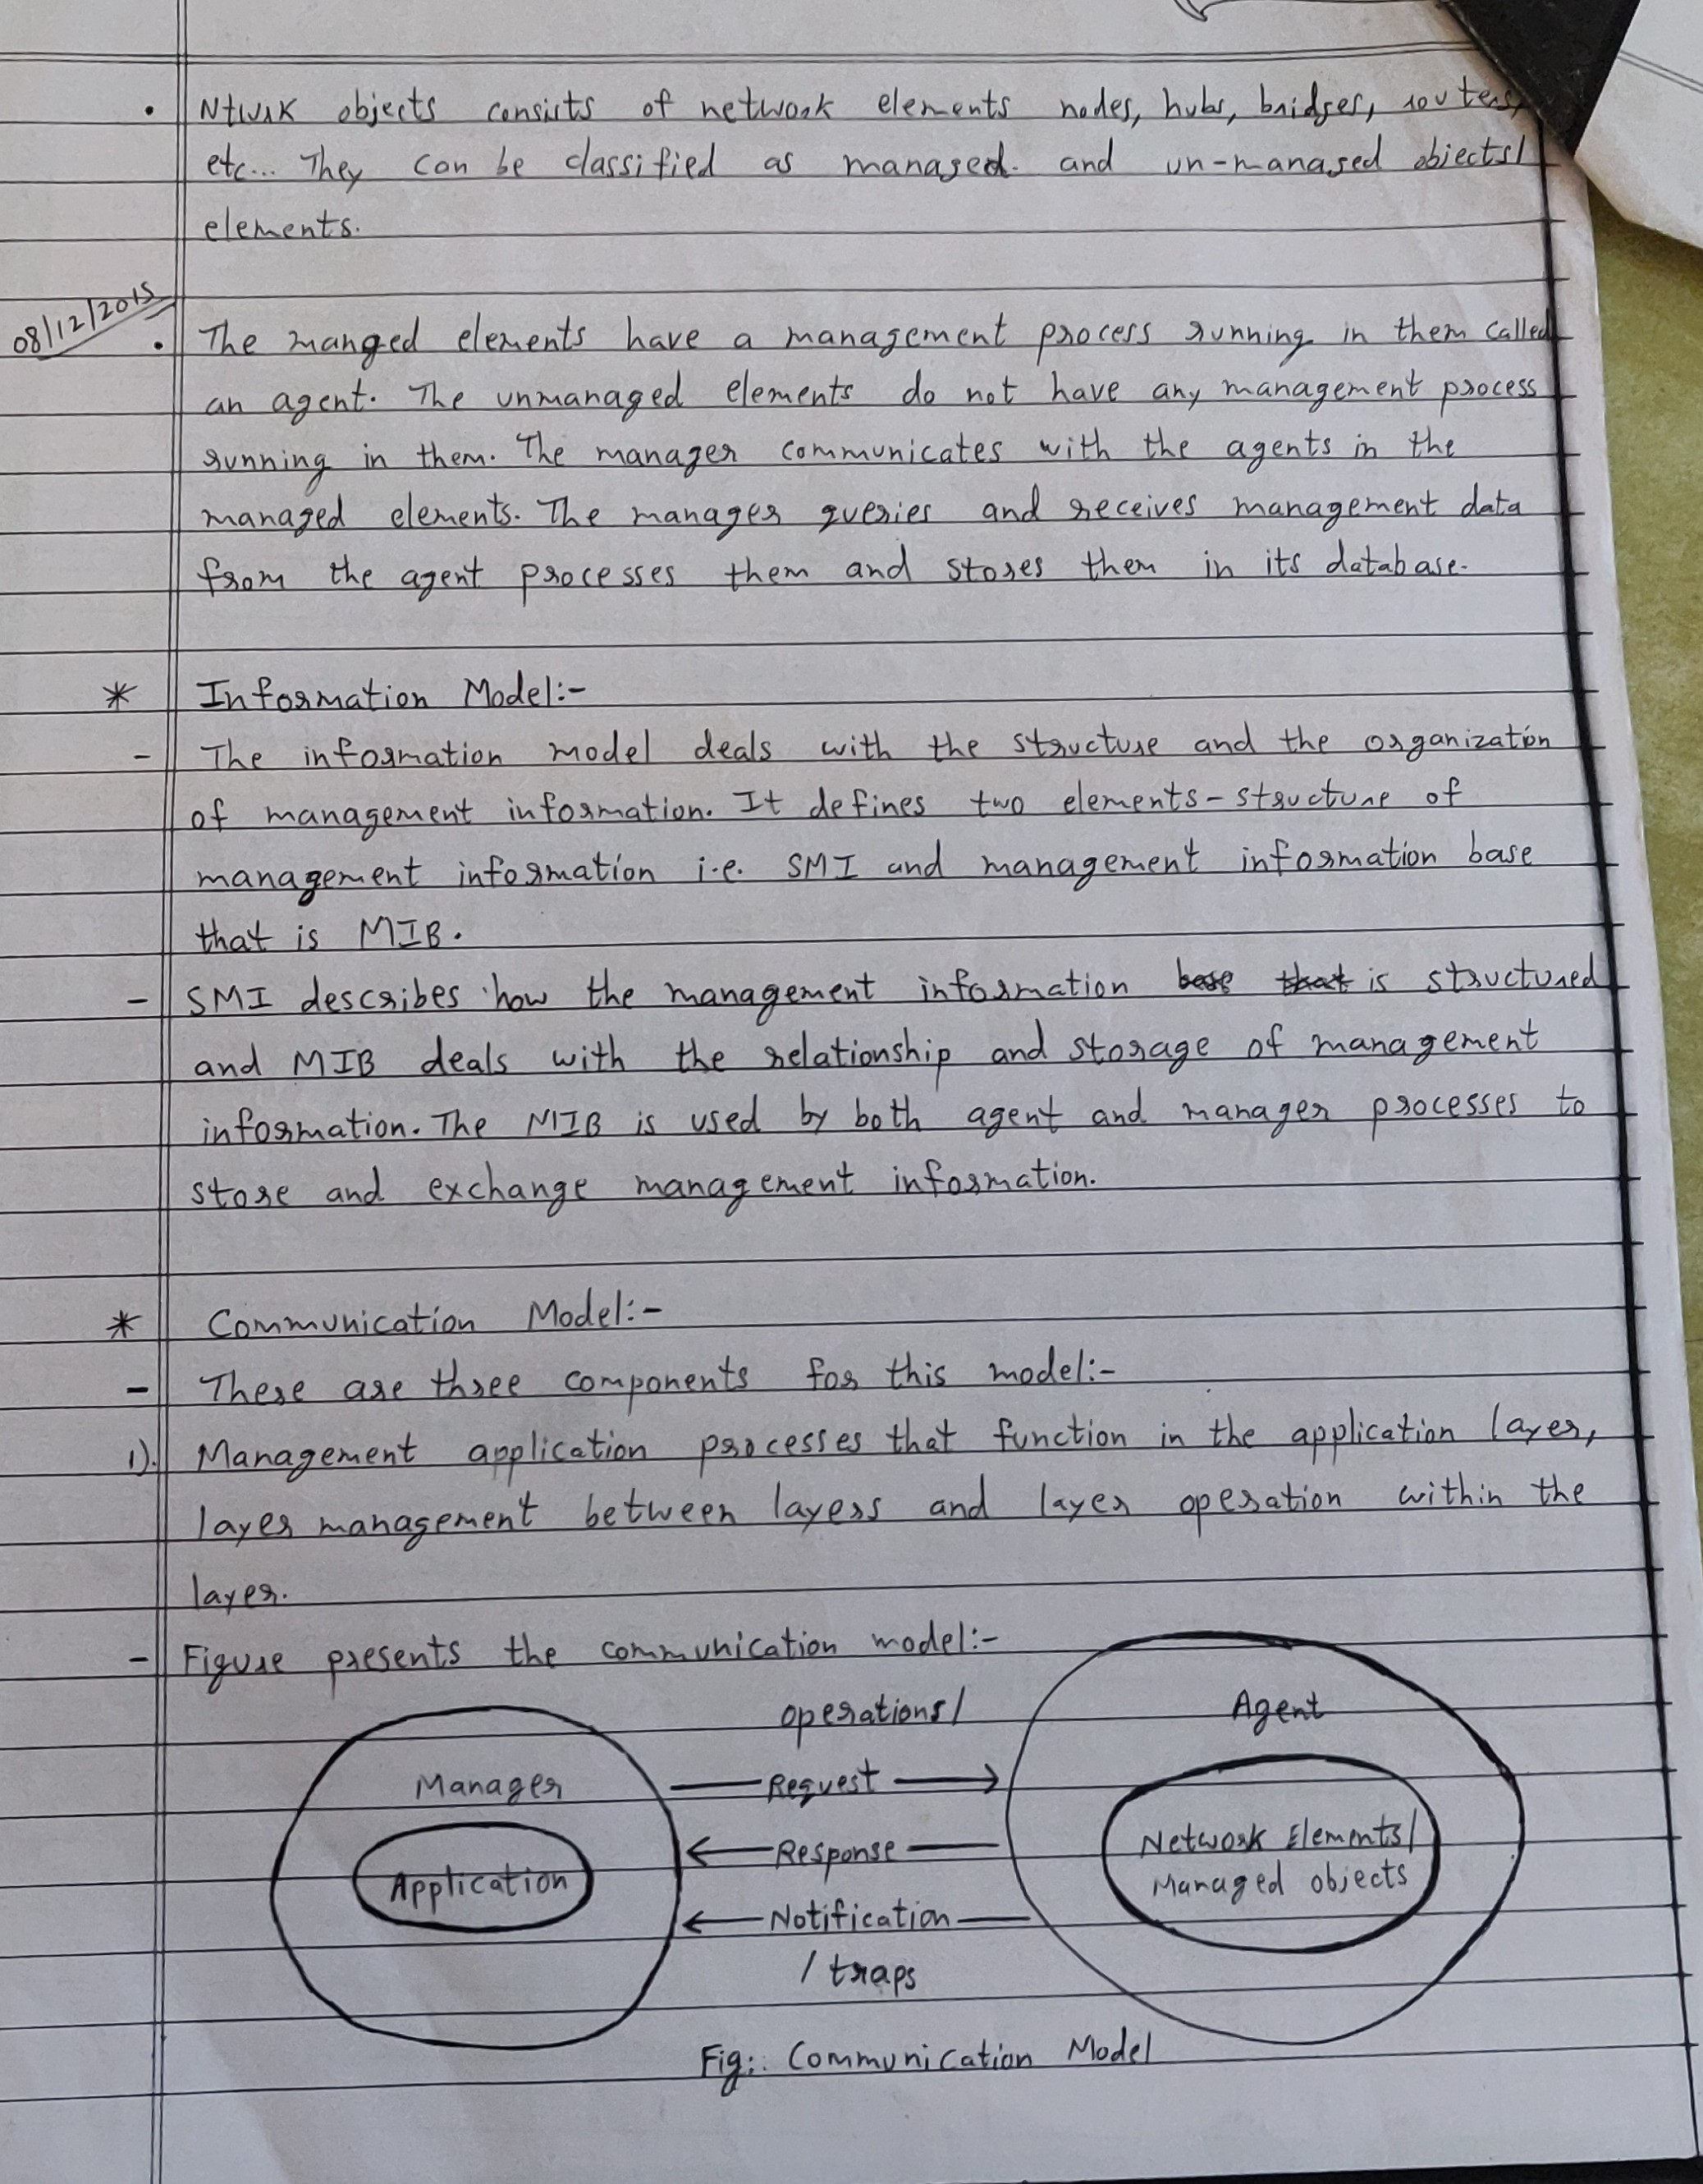 • Ntwrk objects consists of network elements nodes, hubs, bridges, routers,
etc... They can be classified as managed. and un-managed objects/
elements.
08/12/2015
• The manged elements have a management process running in them called
an agent. The unmanaged elements do not have any management process
running in them. The manager communicates with the agents in the
managed elements. The manager queries and receives management data
from the agent processes them and stores them in its database.
* Information Model:-
- The information model deals with the structure and the organization
of management information. It defines two elements - structure of
management information i.e. SMI and management information base
that is MIB.
- SMI describes how the management information base that is structured
and MIB deals with the relationship and storage of management
information. The MIB is used by both agent and manager processes to
store and exchange management information.
* Communication Model:-
- There are three components for this model:-
1). Management application processes that function in the application layer,
layer management between layers and layer operation within the
layer.
- Figure presents the communication model:-
operations/
Agent
Manager
Request
Network Elements/
Response
Application
Managed objects
Notification
/ traps
Fig:. Communication Model